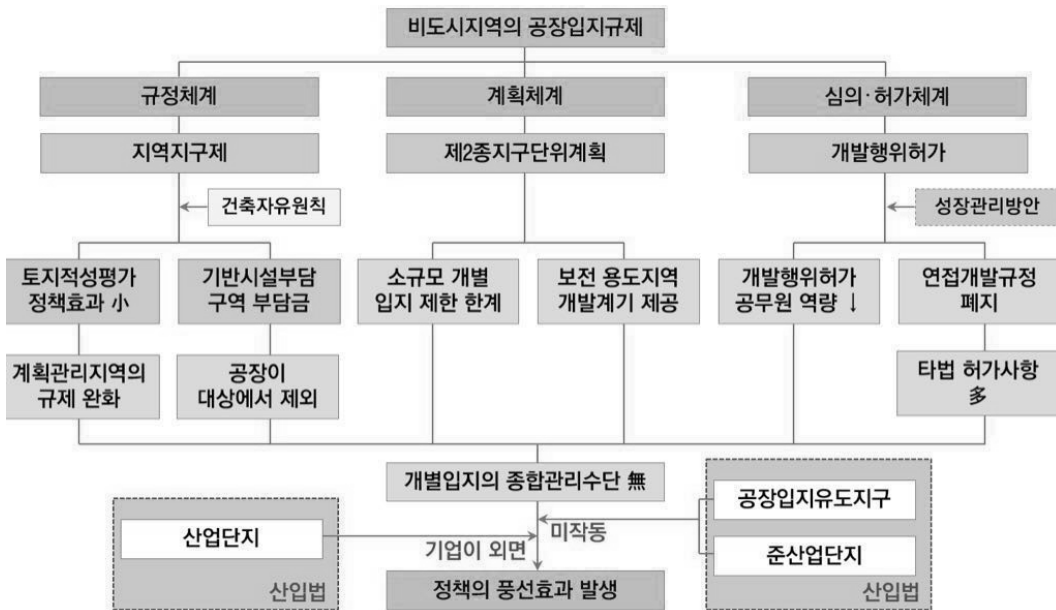 비도시지역의 공장입지규제
규정체계
계획체계
심의·허가체계
지역지구제
제2종지구단위계획
개발행위허가
건축자유원칙
성장관리방안
토지적성평가
정책효과 小
기반시설부담
구역 부담금
소규모 개별
입지 제한 한계
보전 용도지역
개발계기 제공
개발행위허가
공무원 역량 ↓
연접개발규정
폐지
계획관리지역의
규제 완화
공장이
대상에서 제외
타법 허가사항
多
개별입지의 종합관리수단 無
공장입지유도지구
산업단지
미작동
기업이 외면
준산업단지
산입법
정책의 풍선효과 발생
산입법